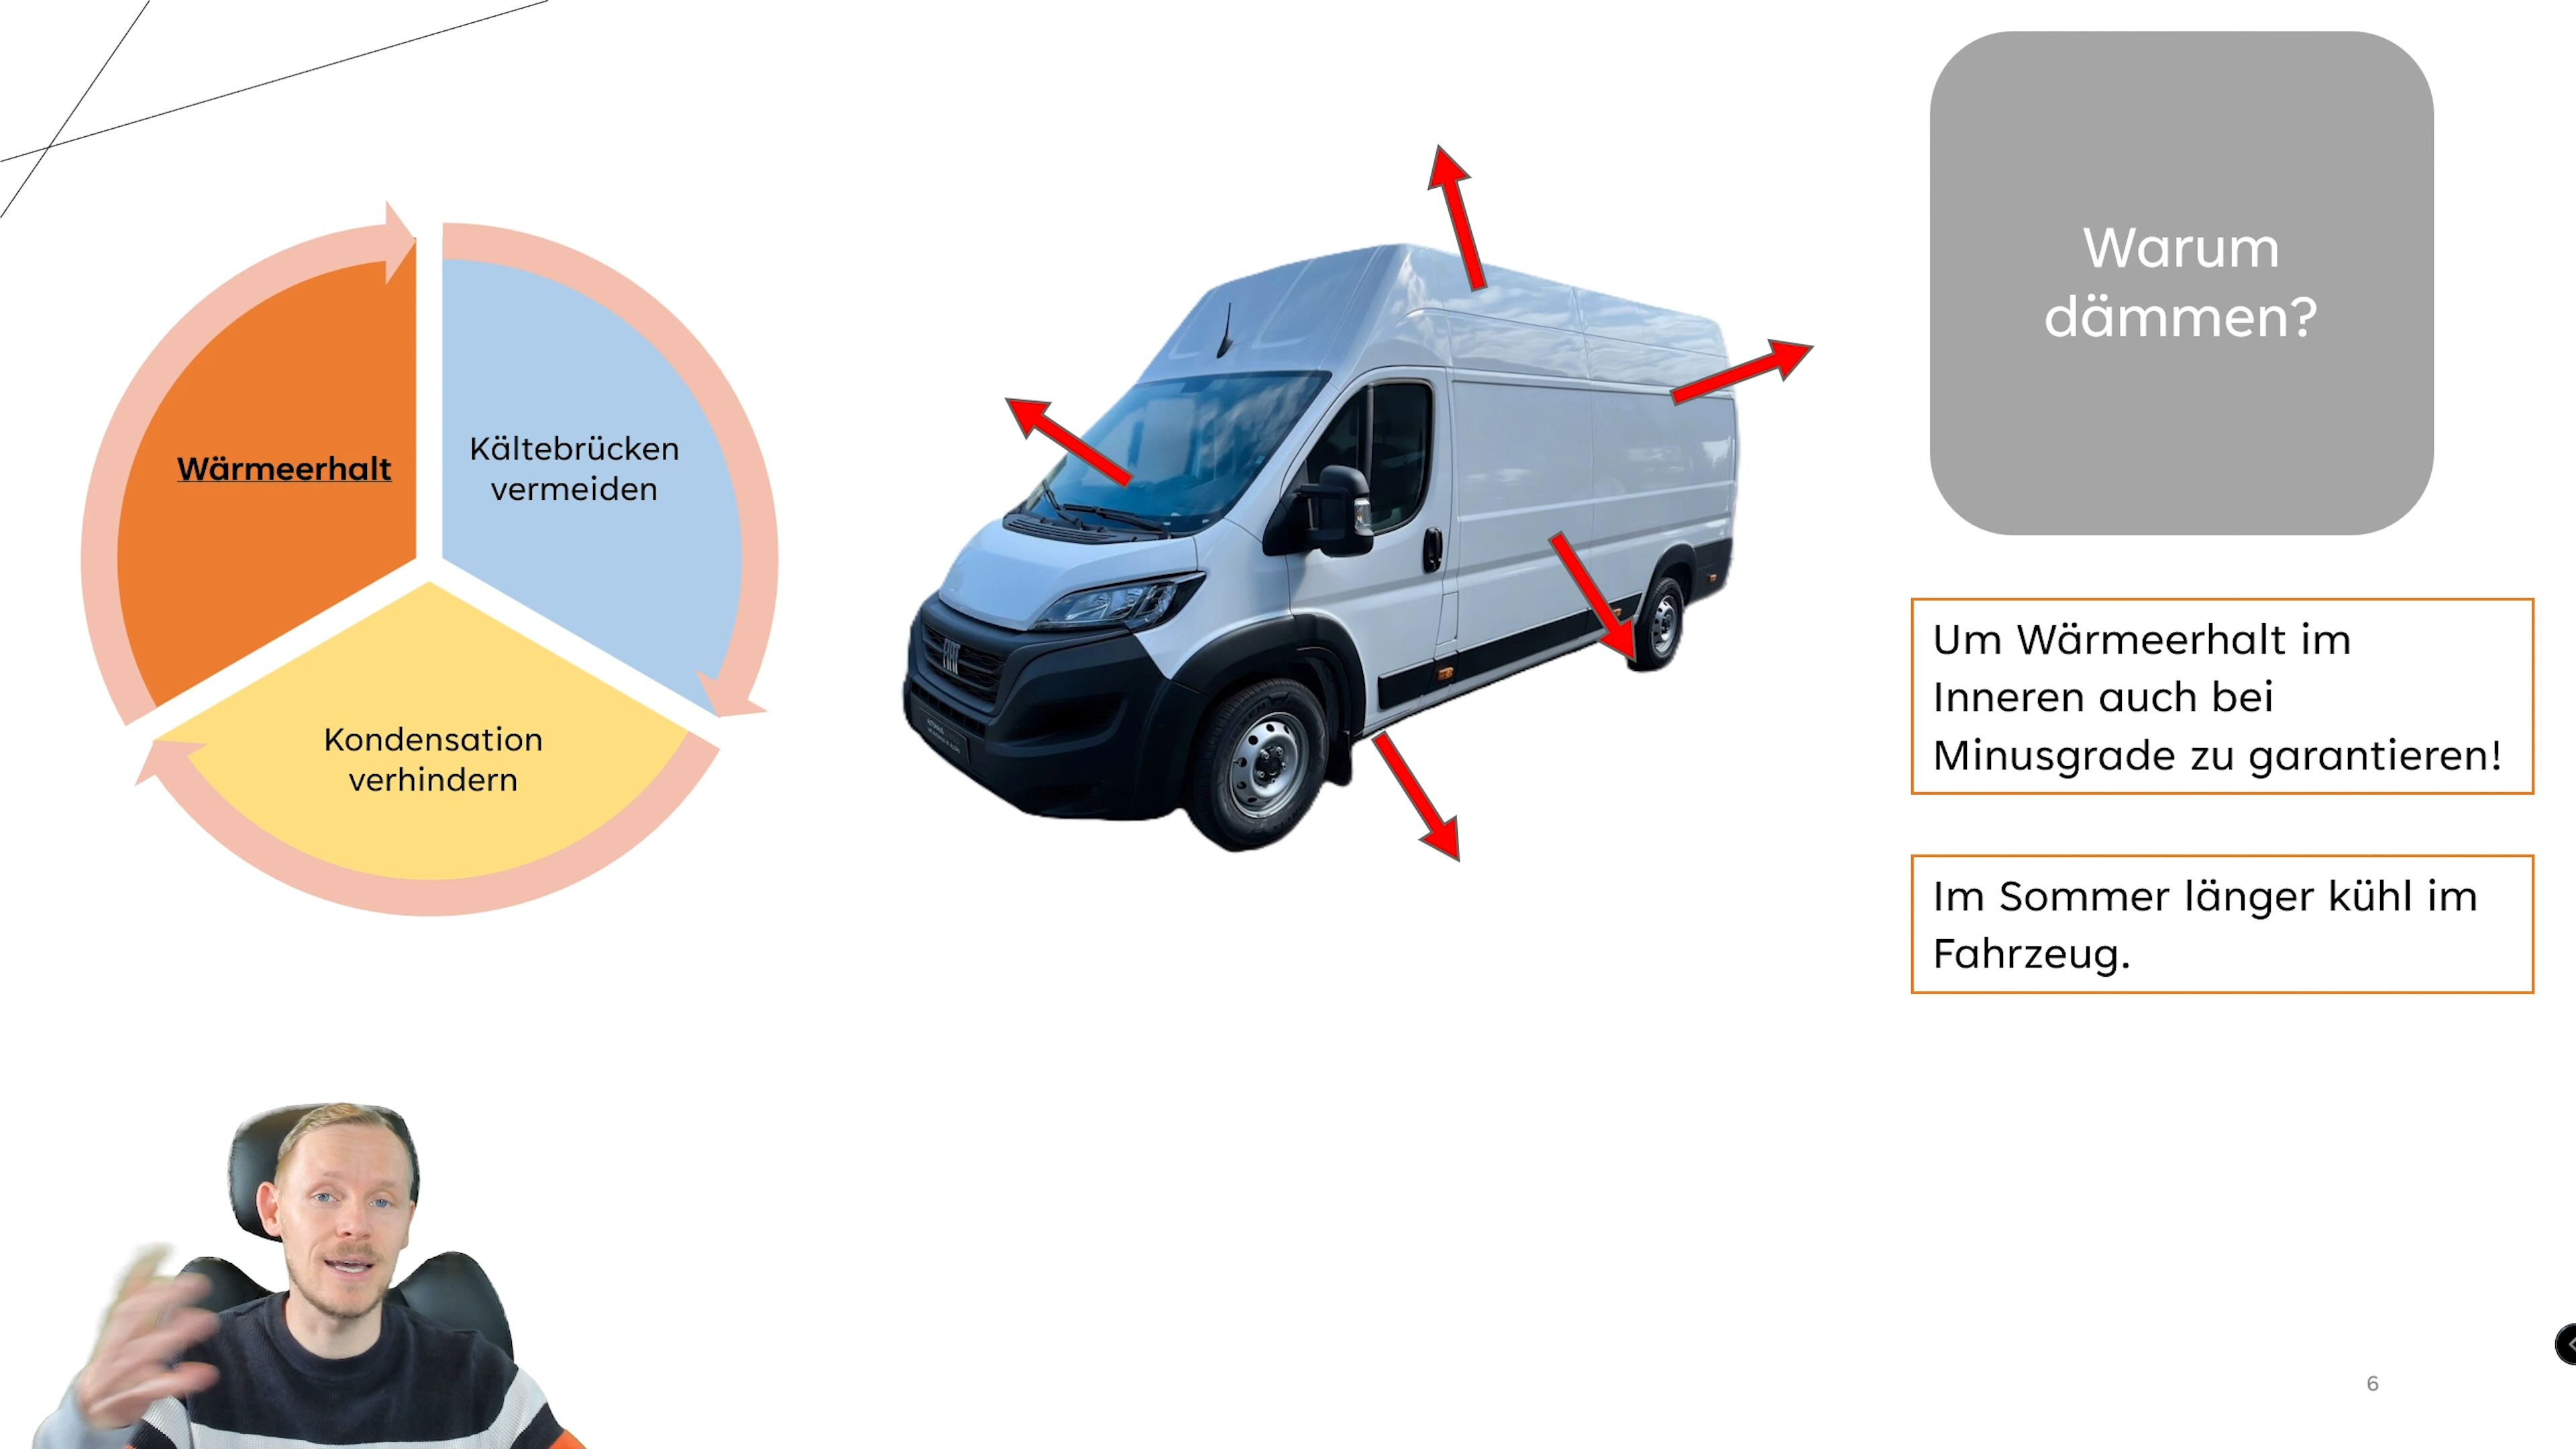 Warum
dämmen?
Wärmeerhalt
Kältebrücken
vermeiden
Kondensation
verhindern
FIAT
Um Wärmeerhalt im
Inneren auch bei
Minusgrade zu garantieren!
Im Sommer länger kühl im
Fahrzeug.
6